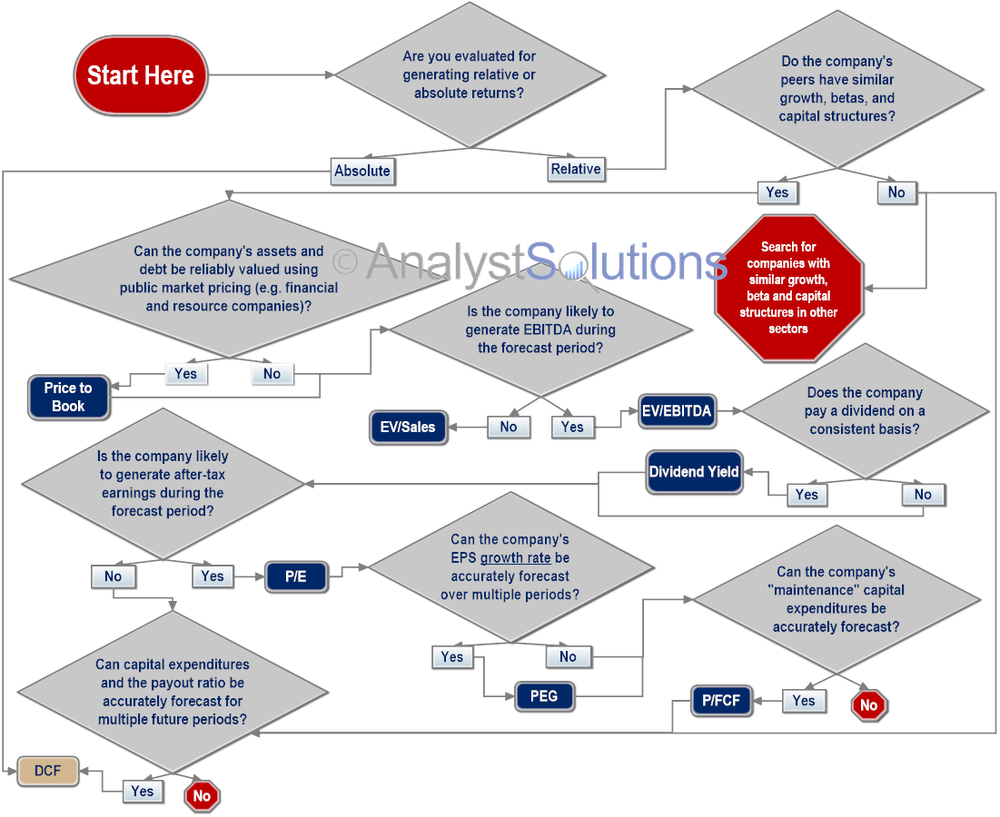 Start Here
Are you evaluated for
generating relative or
absolute returns?
Absolute
Relative
Do the company's
peers have similar
growth, betas, and
capital structures?
Yes
No
Search for
companies with
similar growth,
beta and capital
structures in other
sectors
© AnalystSolutions
Can the company's assets and
debt be reliably valued using
public market pricing (e.g. financial
and resource companies)?
Yes
No
Price to
Book
Is the company likely to
generate EBITDA during
the forecast period?
No
Yes
EV/Sales
EV/EBITDA
Does the company
pay a dividend on a
consistent basis?
Yes
No
Dividend Yield
Is the company likely
to generate after-tax
earnings during the
forecast period?
No
Yes
P/E
Can the company's
EPS growth rate be
accurately forecast
over multiple periods?
Yes
No
PEG
Can the company's
"maintenance" capital
expenditures be
accurately forecast?
Yes
No
P/FCF
Can capital expenditures
and the payout ratio be
accurately forecast for
multiple future periods?
Yes
No
DCF